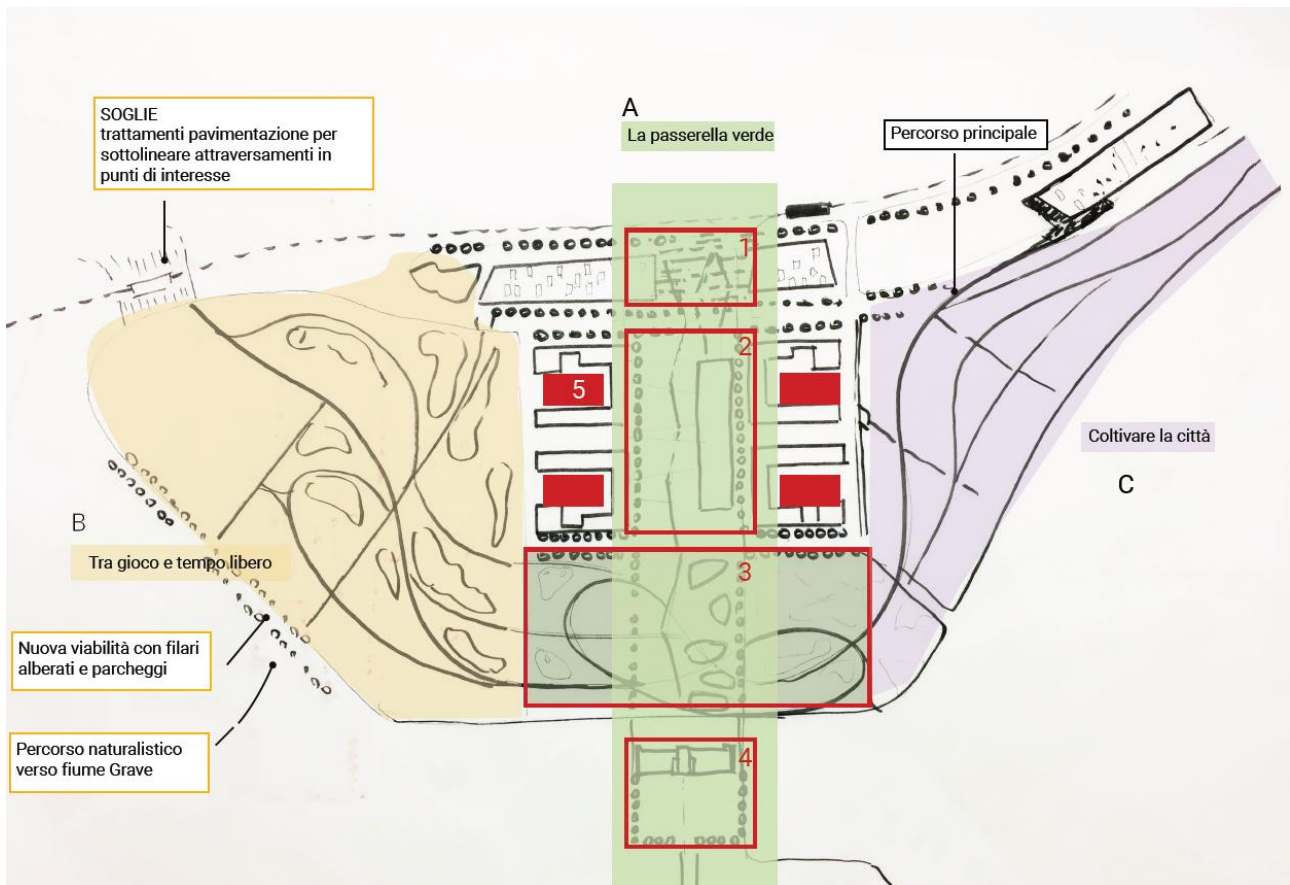 SOGLIE
trattamenti pavimentazione per
sottolineare attraversamenti in
punti di interesse
A
La passerella verde
Percorso principale
1
2
5
Coltivare la città
C
B
Tra gioco e tempo libero
3
Nuova viabilità con filari
alberati e parcheggi
Percorso naturalistico
verso fiume Grave
4